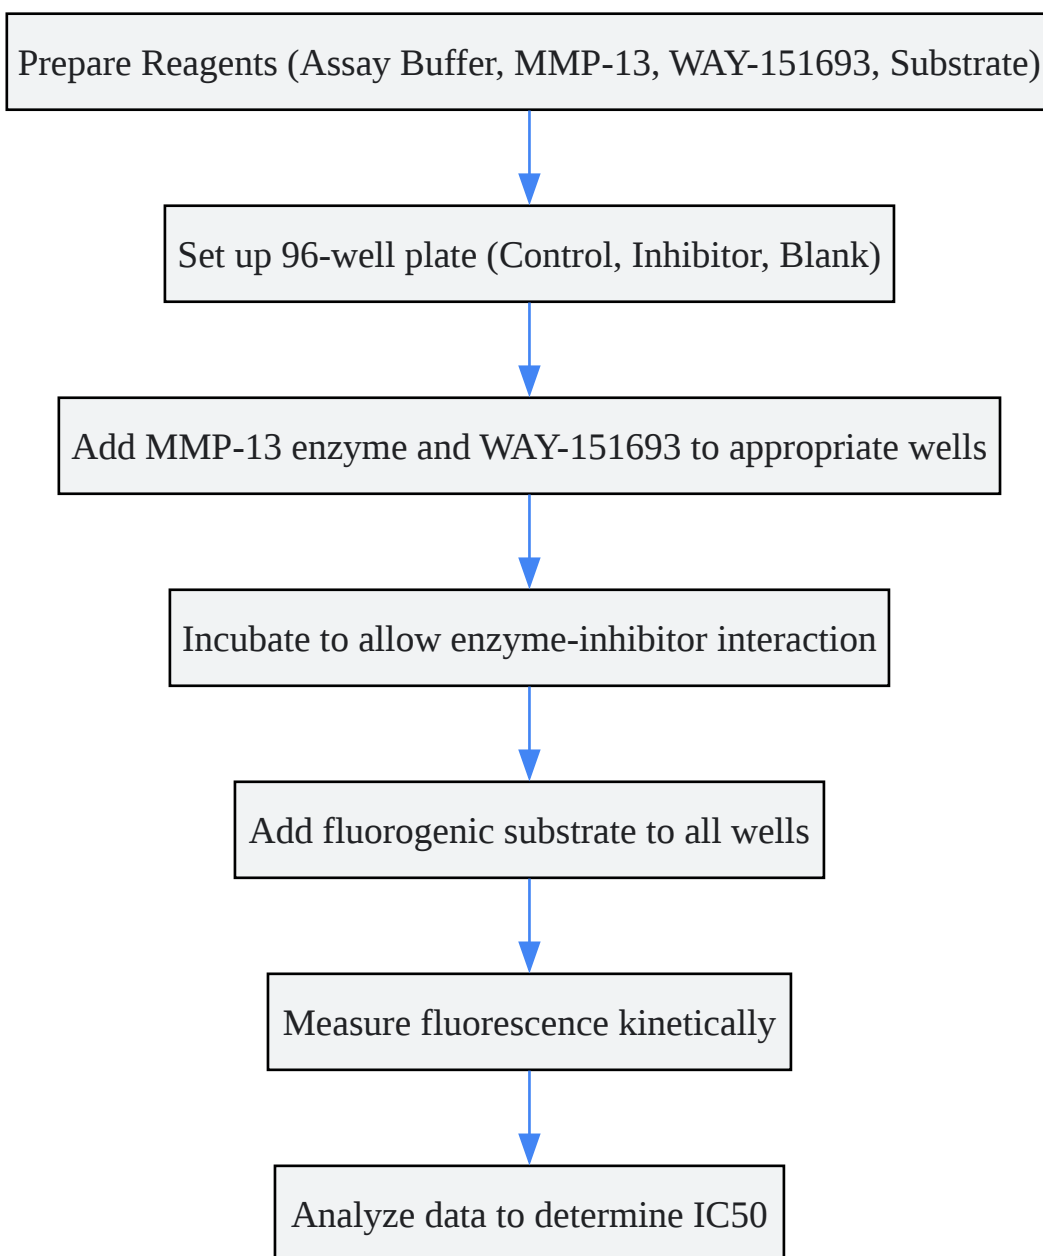 Prepare Reagents (Assay Buffer, MMP-13, WAY-151693, Substrate)
Set up 96-well plate (Control, Inhibitor, Blank)
Add MMP-13 enzyme and WAY-151693 to appropriate wells
Incubate to allow enzyme-inhibitor interaction
Add fluorogenic substrate to all wells
Measure fluorescence kinetically
Analyze data to determine IC50